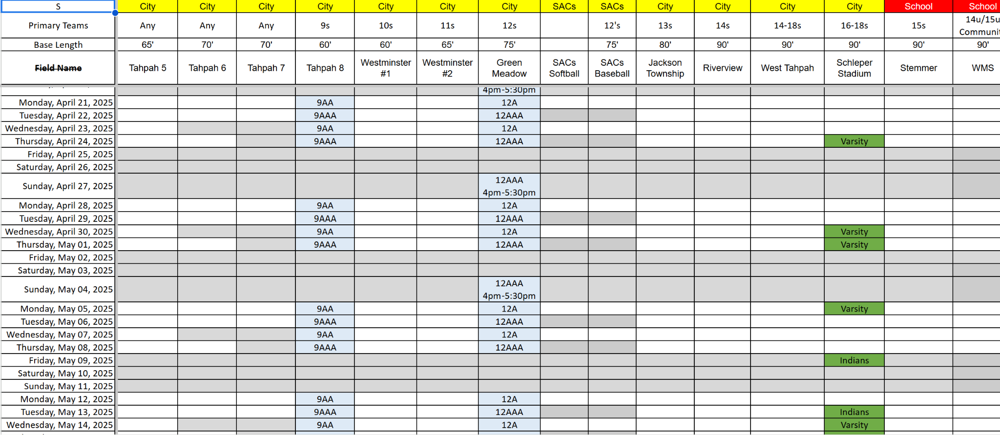 S City City City City City City City SACs SACs City City City City School School
Primary Teams Any Any Any 9s 10s 11s 12s 12's 13s 14s 14-18s 16-18s 15s 14u/15u
Base Length 65' 70' 70' 60' 60' 65' 75' 75' 80' 90' 90' 90' 90' 90'
Field Name Tahpah 5 Tahpah 6 Tahpah 7 Tahpah 8 Westminster #1 Westminster #2 Green Meadow SACs Softball SACs Baseball Jackson Township Riverview West Tahpah Schleper Stadium Stemmer WMS
4pm-5:30pm
Monday, April 21, 2025 9AA 12A
Tuesday, April 22, 2025 9AAA 12AAA
Wednesday, April 23, 2025 9AA 12A
Thursday, April 24, 2025 9AAA 12AAA Varsity
Friday, April 25, 2025
Saturday, April 26, 2025
Sunday, April 27, 2025 12AAA 4pm-5:30pm
Monday, April 28, 2025 9AA 12A
Tuesday, April 29, 2025 9AAA 12AAA
Wednesday, April 30, 2025 9AA 12A Varsity
Thursday, May 01, 2025 9AAA 12AAA Varsity
Friday, May 02, 2025
Saturday, May 03, 2025
Sunday, May 04, 2025 12AAA 4pm-5:30pm
Monday, May 05, 2025 9AA 12A Varsity
Tuesday, May 06, 2025 9AAA 12AAA
Wednesday, May 07, 2025 9AA 12A
Thursday, May 08, 2025 9AAA 12AAA
Friday, May 09, 2025 Indians
Saturday, May 10, 2025
Sunday, May 11, 2025
Monday, May 12, 2025 9AA 12A
Tuesday, May 13, 2025 9AAA 12AAA Indians
Wednesday, May 14, 2025 9AA 12A Varsity